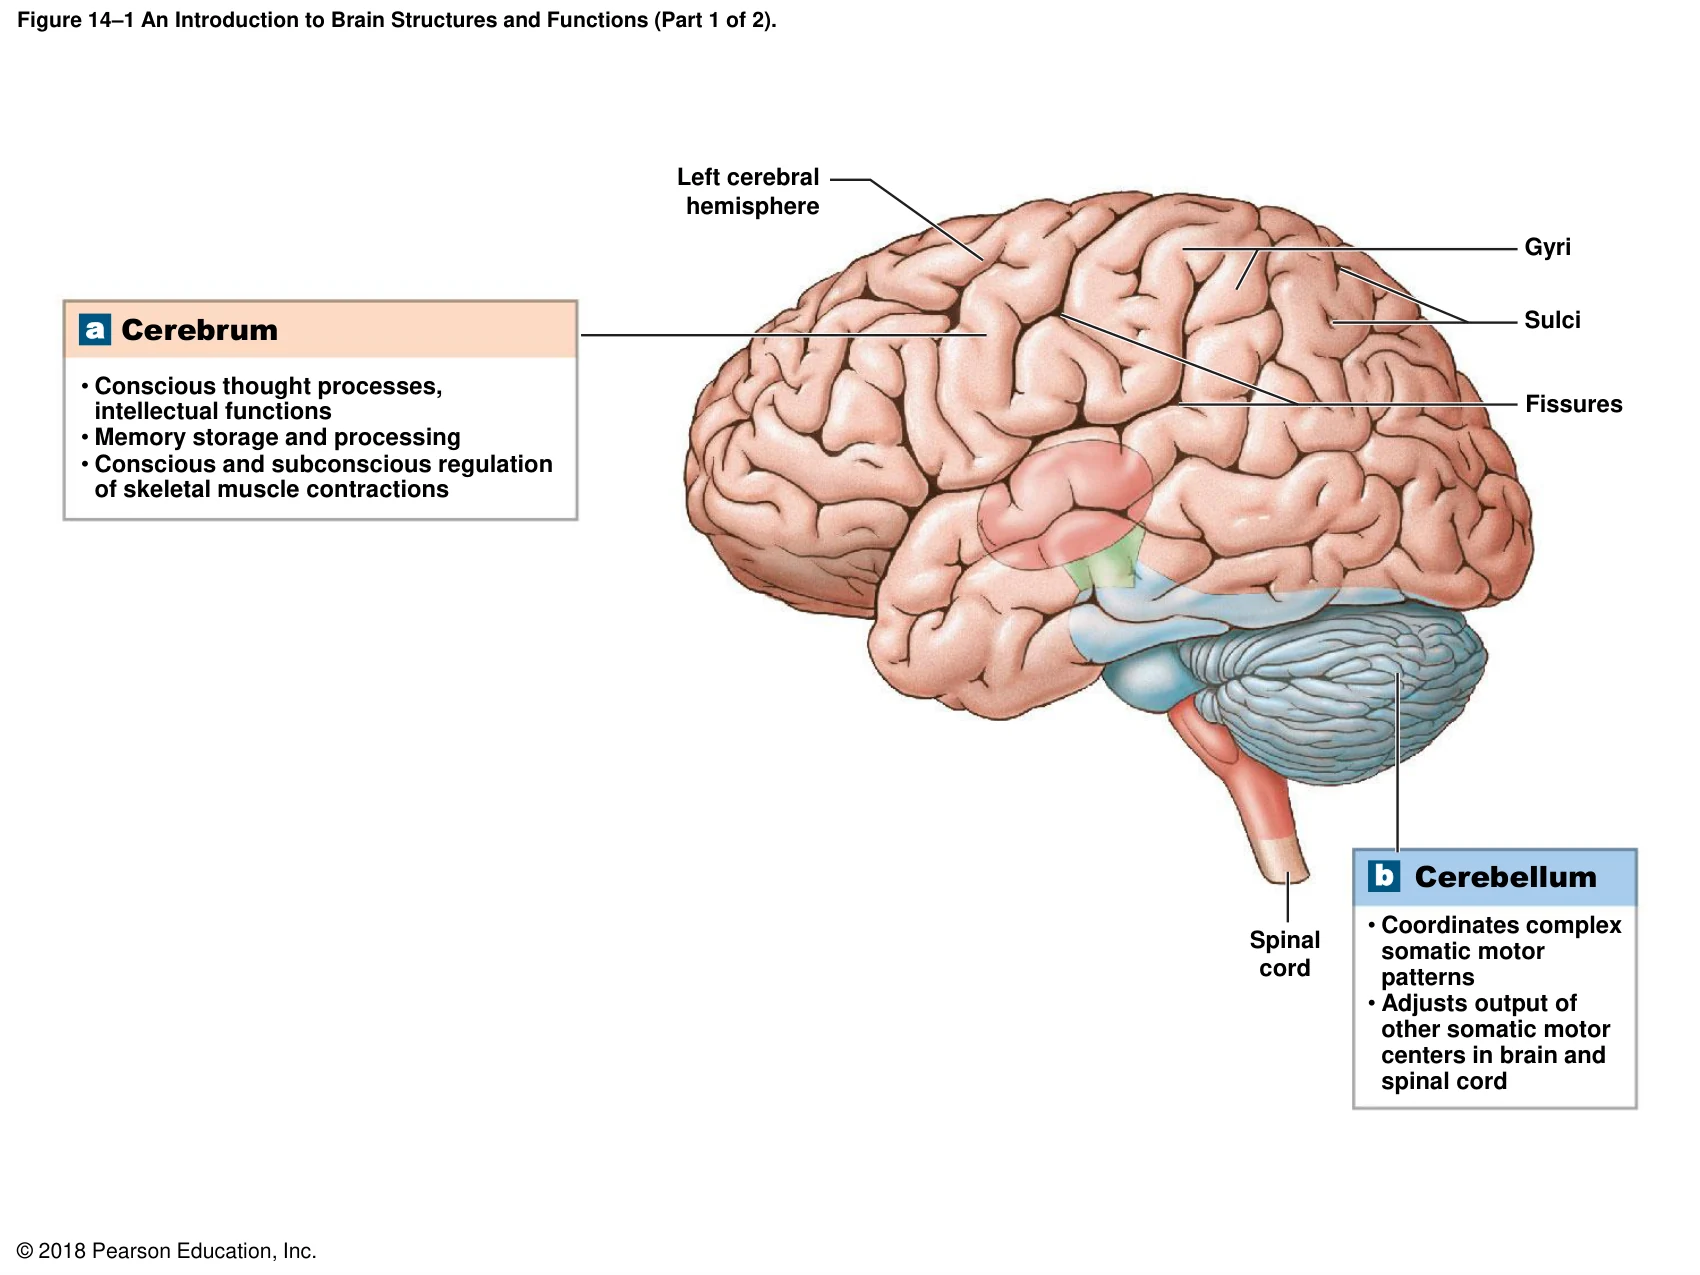 Figure 14–1 An Introduction to Brain Structures and Functions (Part 1 of 2).
Left cerebral
hemisphere
Gyri
Sulci
Fissures
a Cerebrum
• Conscious thought processes,
intellectual functions
• Memory storage and processing
• Conscious and subconscious regulation
of skeletal muscle contractions
Spinal
cord
b Cerebellum
• Coordinates complex
somatic motor
patterns
• Adjusts output of
other somatic motor
centers in brain and
spinal cord
© 2018 Pearson Education, Inc.